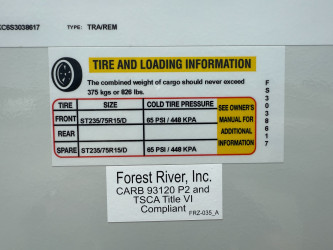 KC6S3038617 TYPE: TRA/REM
TIRE AND LOADING INFORMATION
The combined weight of cargo should never exceed
375 kgs or 826 lbs.
TIRE SIZE COLD TIRE PRESSURE
FRONT ST235/75R15/D 65 PSI / 448 KPA
REAR
SPARE ST235/75R15/D 65 PSI / 448 KPA
SEE OWNER'S
MANUAL FOR
ADDITIONAL
INFORMATION
FS3038617
Forest River, Inc.
CARB 93120 P2 and
TSCA Title VI
Compliant
FRZ-035_A